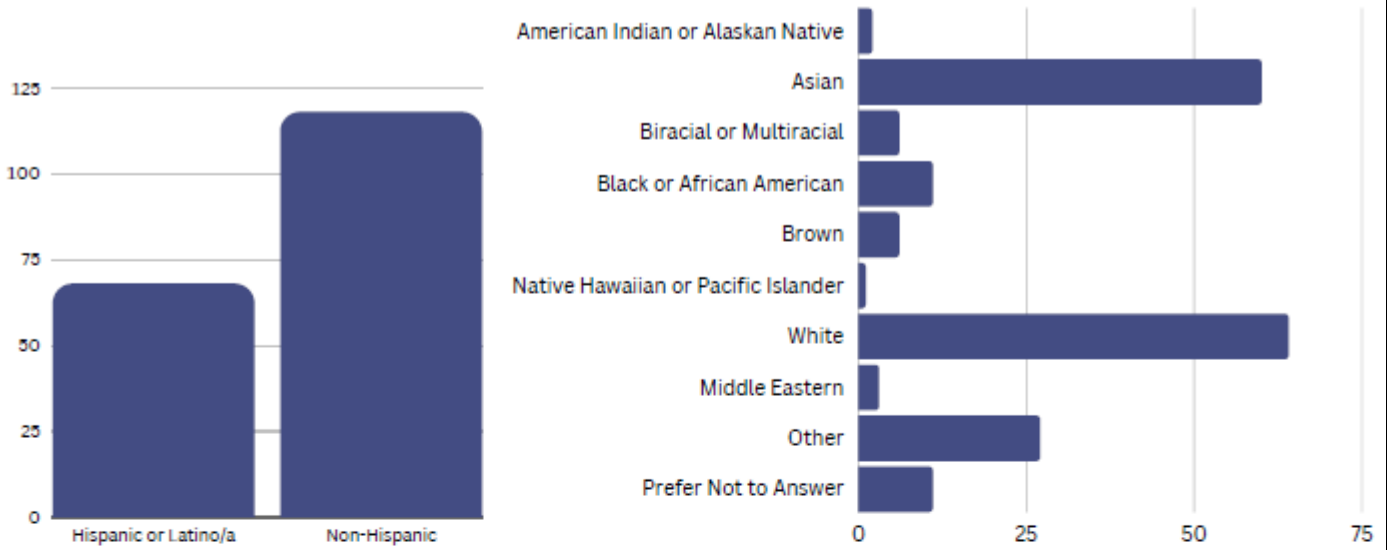 125
100
75
50
25
0
Hispanic or Latino/a
Non-Hispanic
American Indian or Alaskan Native
Asian
Biracial or Multiracial
Black or African American
Brown
Native Hawaiian or Pacific Islander
White
Middle Eastern
Other
Prefer Not to Answer
0
25
50
75